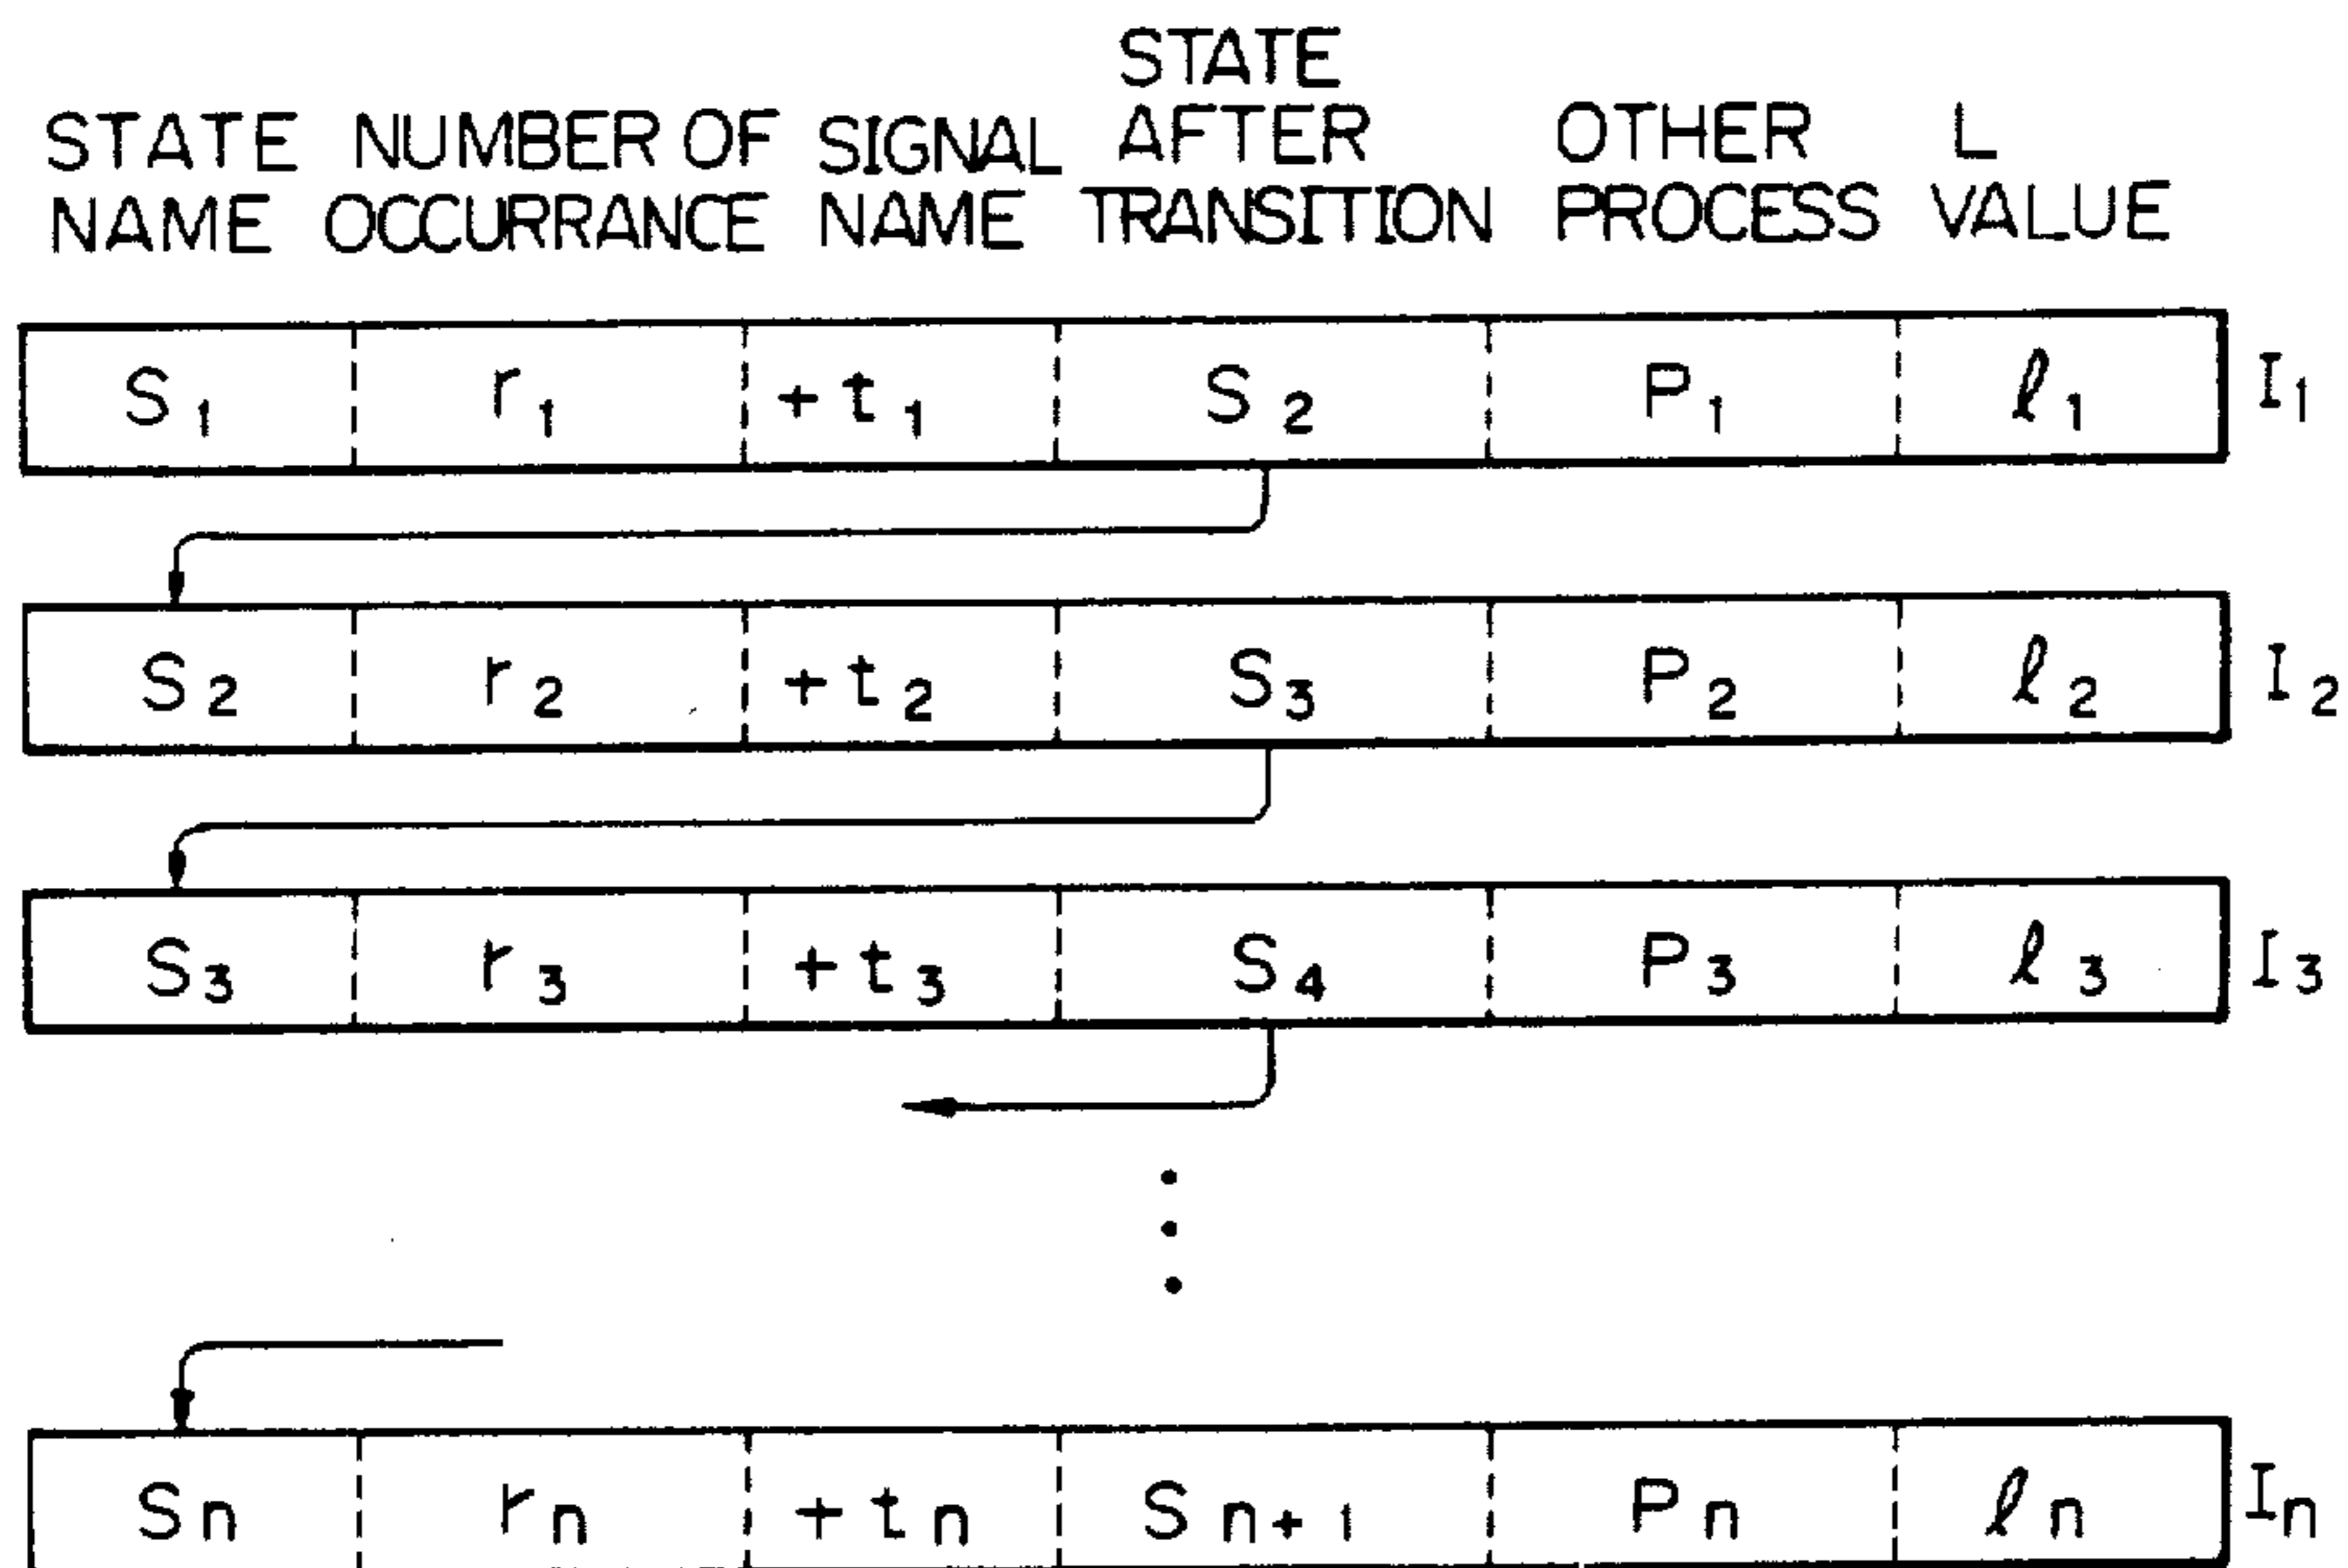 STATE NAME NUMBER OF OCCURRANCE SIGNAL NAME STATE AFTER TRANSITION OTHER PROCESS L VALUE
S1 r1 +t1 S2 P1 ℓ1 I1
S2 r2 +t2 S3 P2 ℓ2 I2
S3 r3 +t3 S4 P3 ℓ3 I3
Sn rn +tn Sn+1 Pn ℓn In